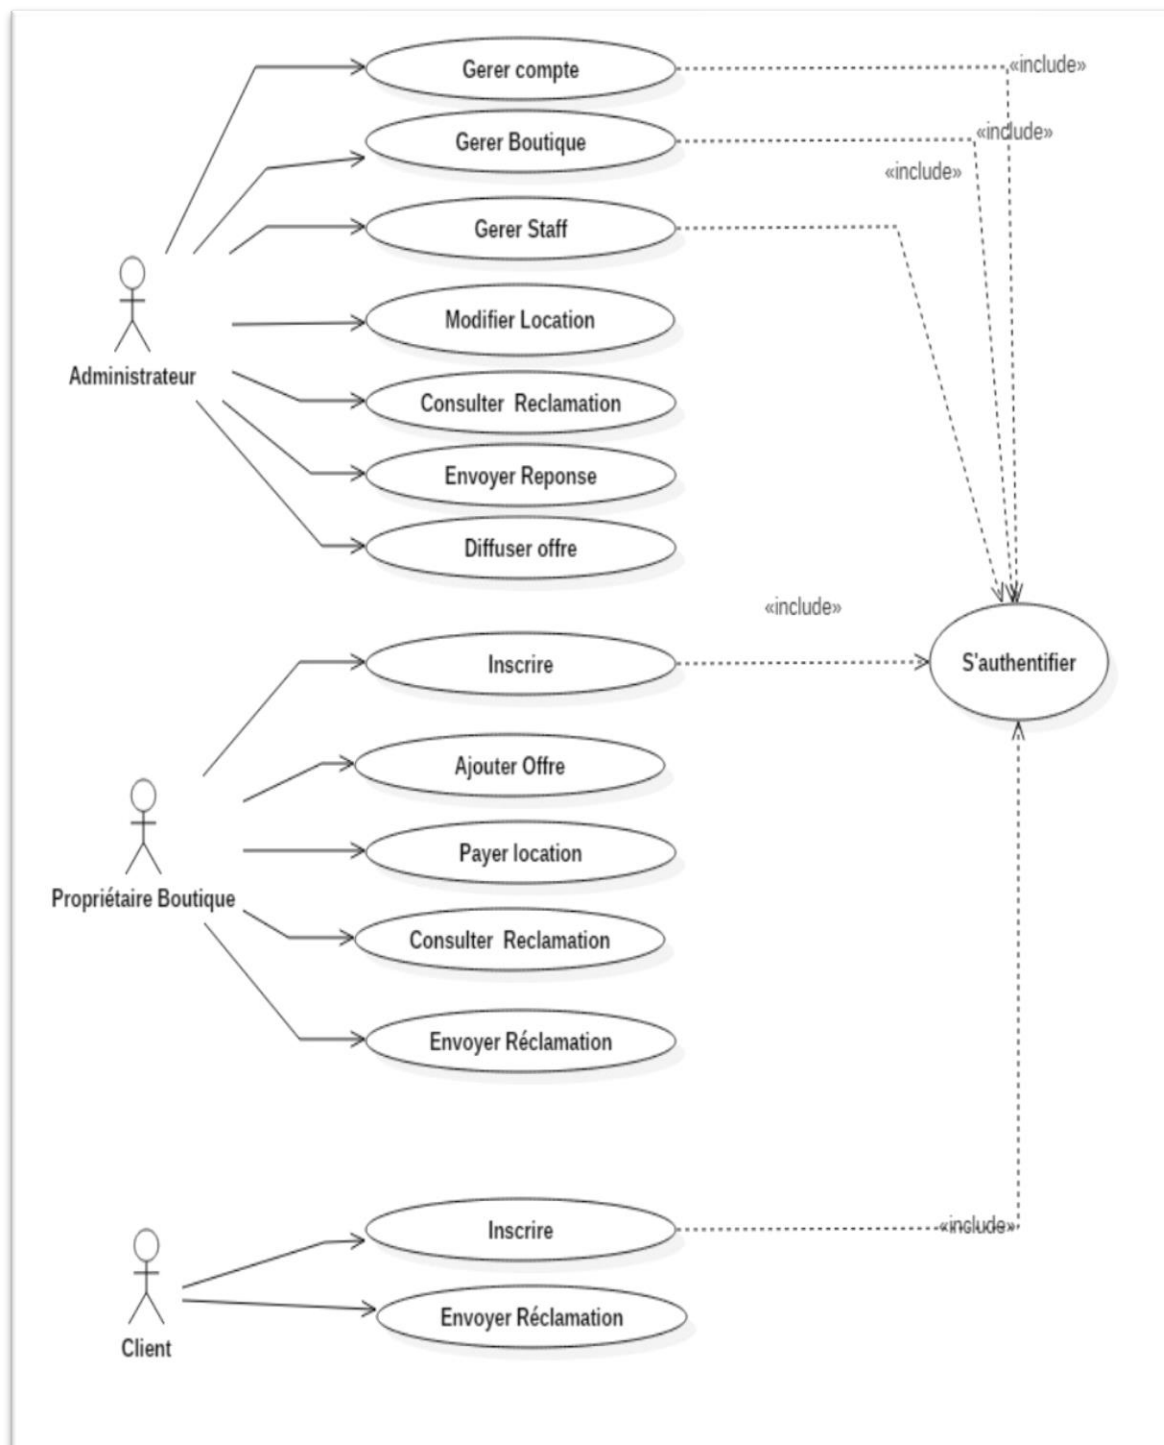 Gerer compte
«include»
Gerer Boutique
«include»
«include»
Gerer Staff
Modifier Location
Administrateur
Consulter Reclamation
Envoyer Reponse
Diffuser offre
«include»
Inscrire
S'authentifier
Ajouter Offre
Payer location
Propriétaire Boutique
Consulter Reclamation
Envoyer Réclamation
Inscrire
«include»
Envoyer Réclamation
Client